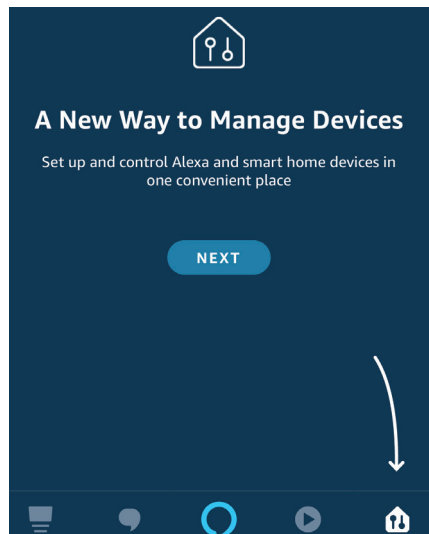 A New Way to Manage Devices
Set up and control Alexa and smart home devices in
one convenient place
NEXT